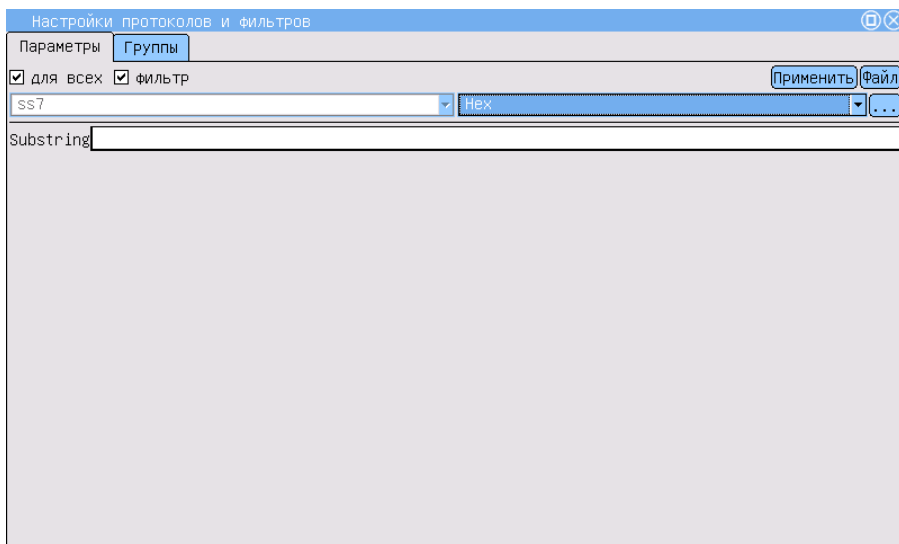 Настройки протоколов и фильтров
Параметры Группы
для всех фильтр Применить Файл
ss7 Hex ...
Substring